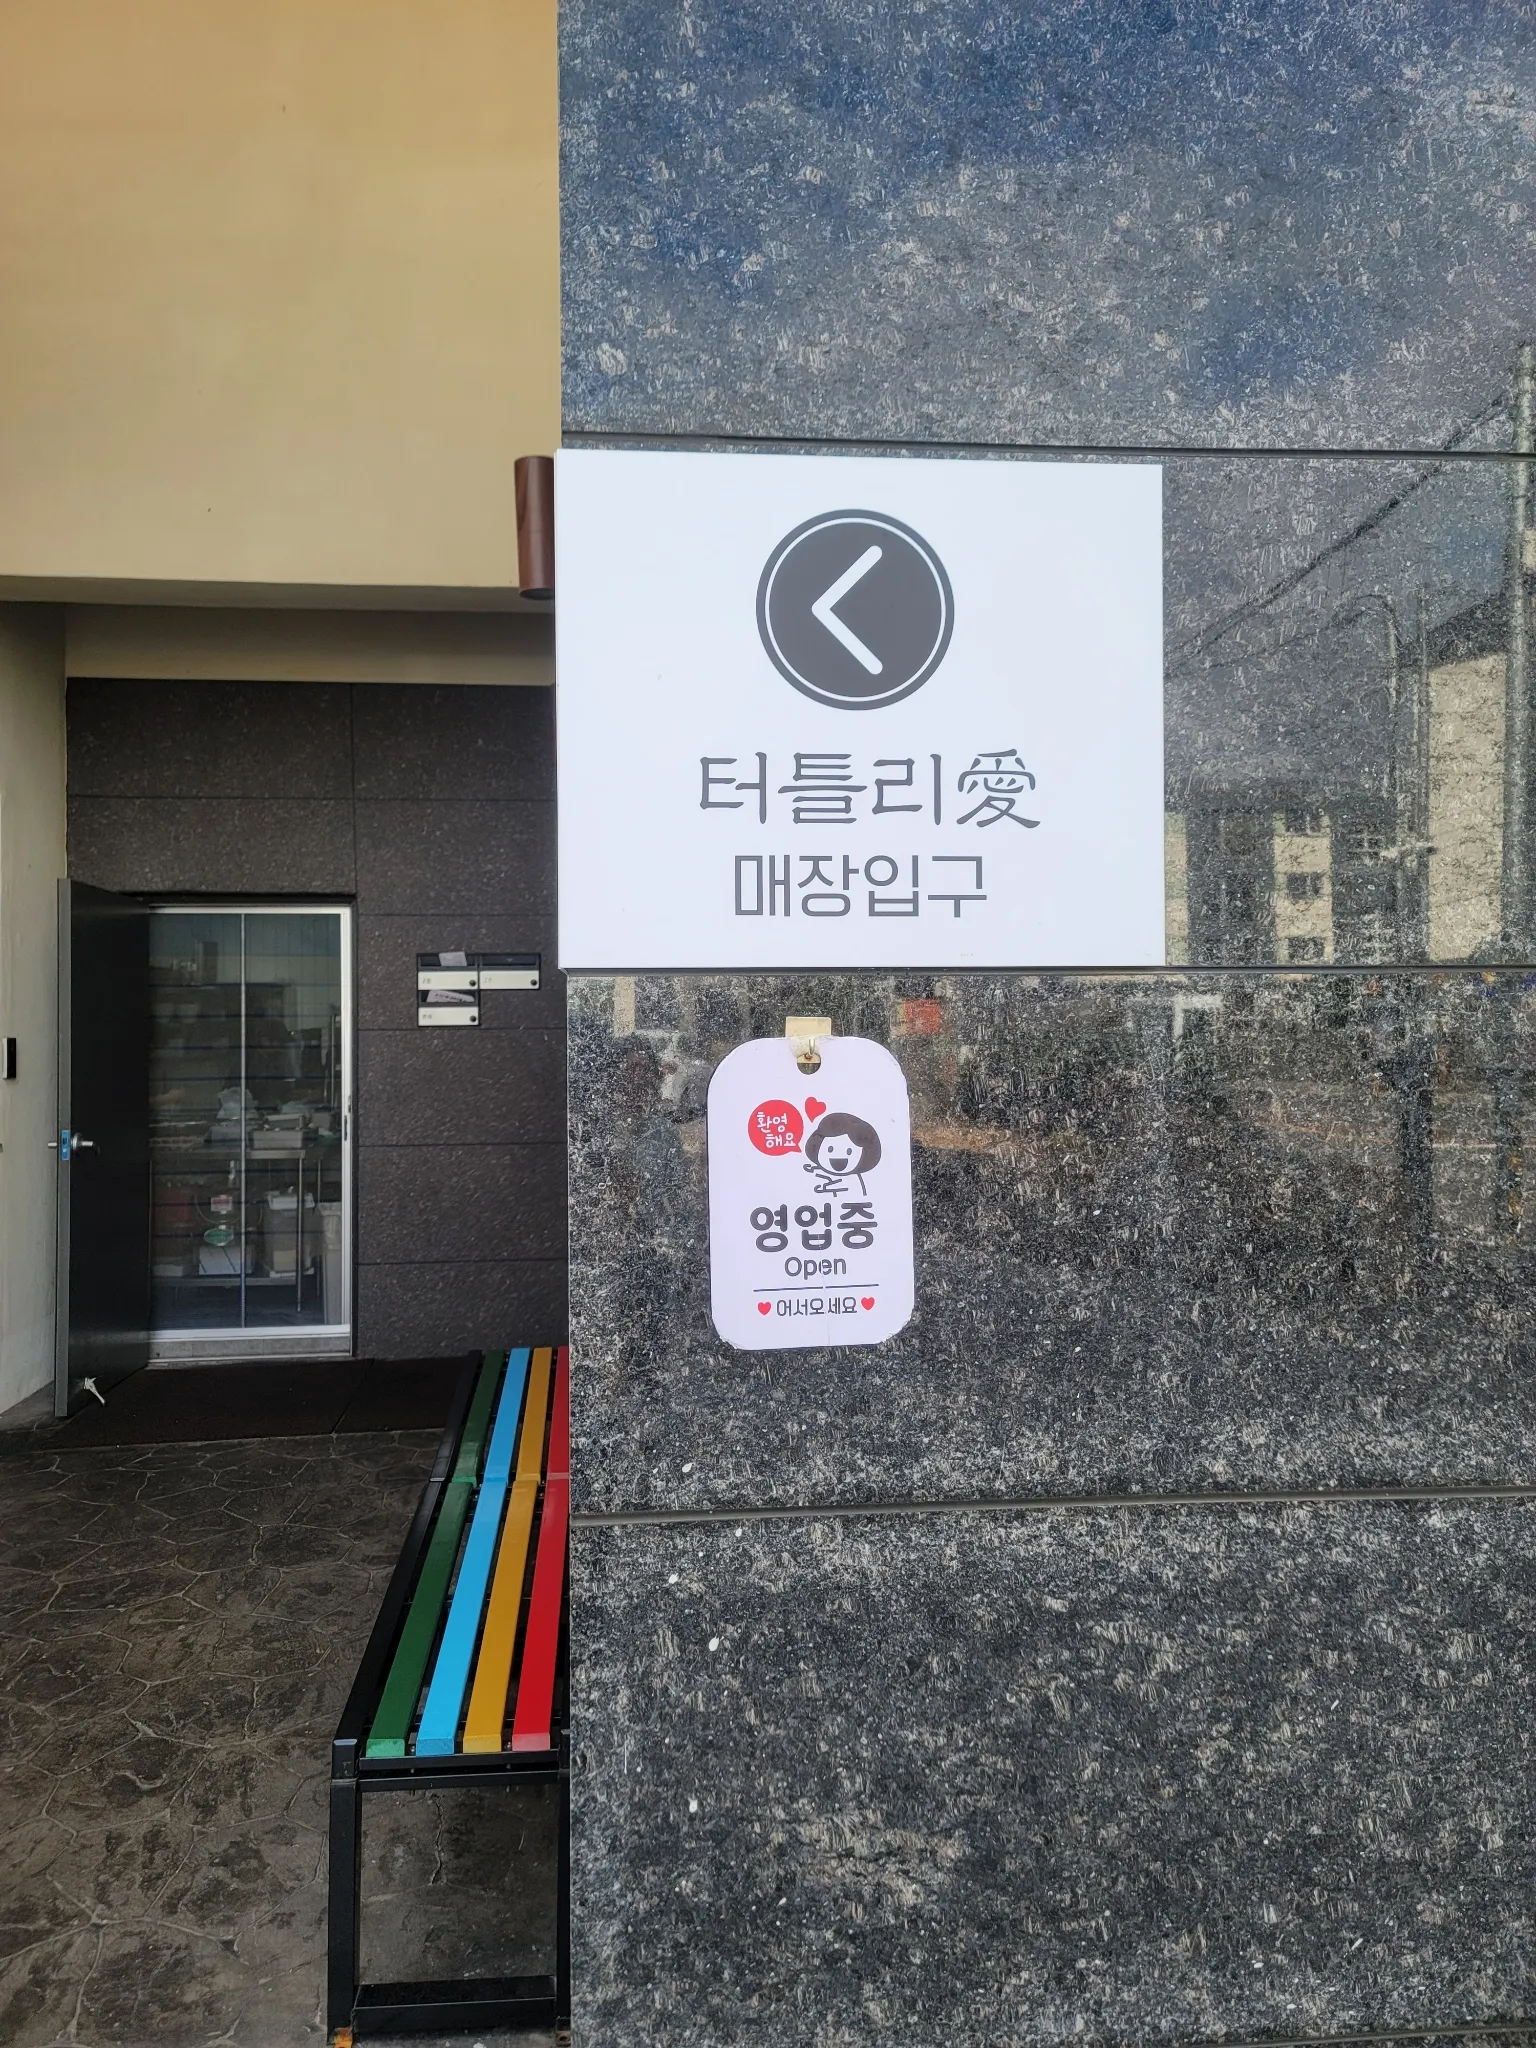 터틀리愛
매장입구
환영
해요
영업중
Open
어서오세요